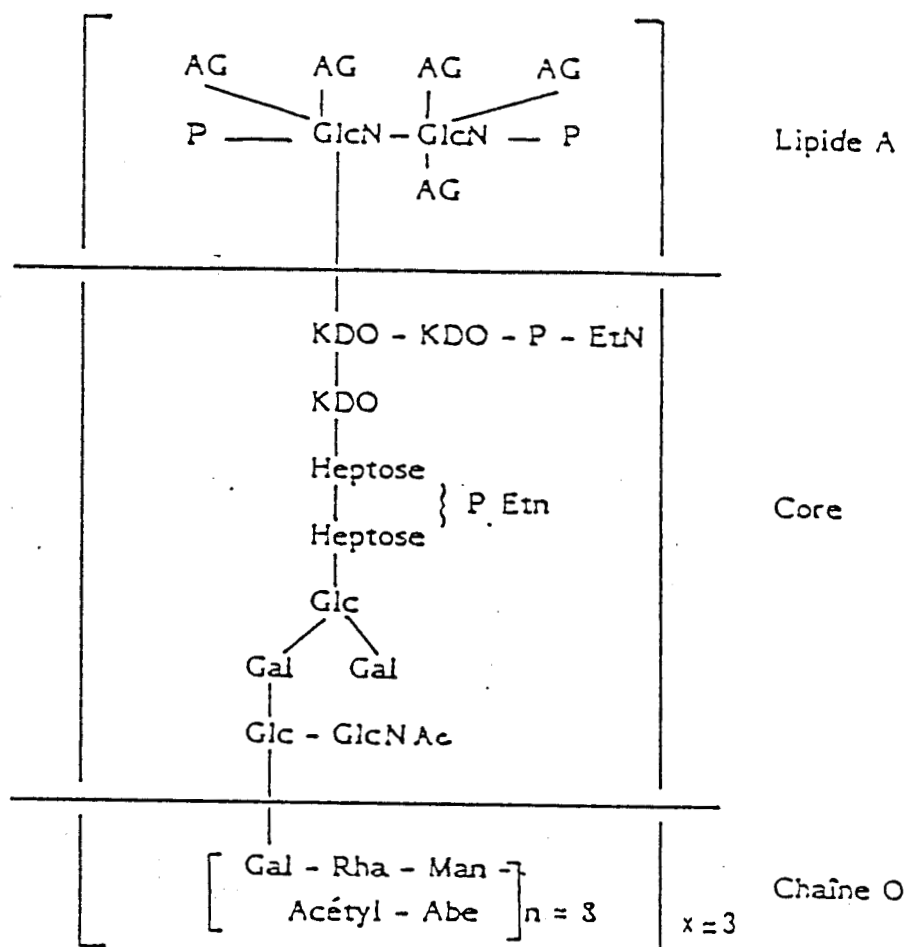 AG AG AG AG
P — GlcN – GlcN — P Lipide A
AG
KDO – KDO – P – EtN
KDO
Heptose
P. Etn Core
Heptose
Glc
Gal Gal
Glc – GlcNAc
Gal – Rha – Man –
Chaîne O
Acétyl – Abe n = 8 x = 3